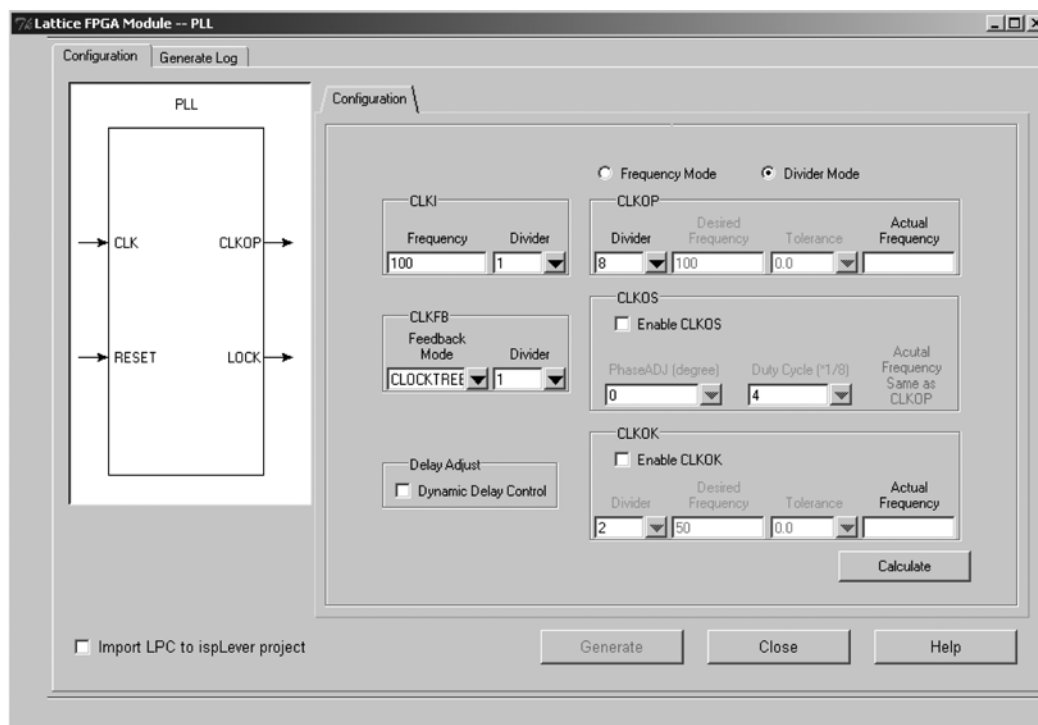 Lattice FPGA Module -- PLL
Configuration Generate Log
PLL
CLK CLKOP
RESET LOCK
Configuration
Frequency Mode Divider Mode
CLKI
Frequency Divider
100 1
CLKFB
Feedback
Mode Divider
CLOCKTREE 1
Delay Adjust
Dynamic Delay Control
CLKOP
Divider Desired Frequency Tolerance Actual Frequency
8 100 0.0
CLKOS
Enable CLKOS
PhaseADJ (degree) Duty Cycle (*1/8) Acutal Frequency Same as CLKOP
0 4
CLKOK
Enable CLKOK
Divider Desired Frequency Tolerance Actual Frequency
2 50 0.0
Calculate
Import LPC to ispLever project
Generate Close Help